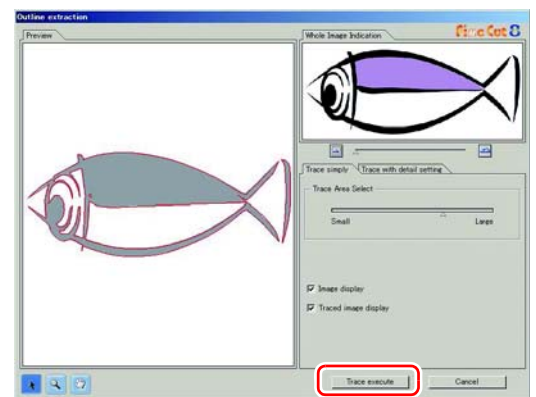 Outline extraction
Preview
Whole Image Indication
FineCut 8
Trace simply
Trace with detail setting
Trace Area Select
Small
Large
Image display
Traced image display
Trace execute
Cancel